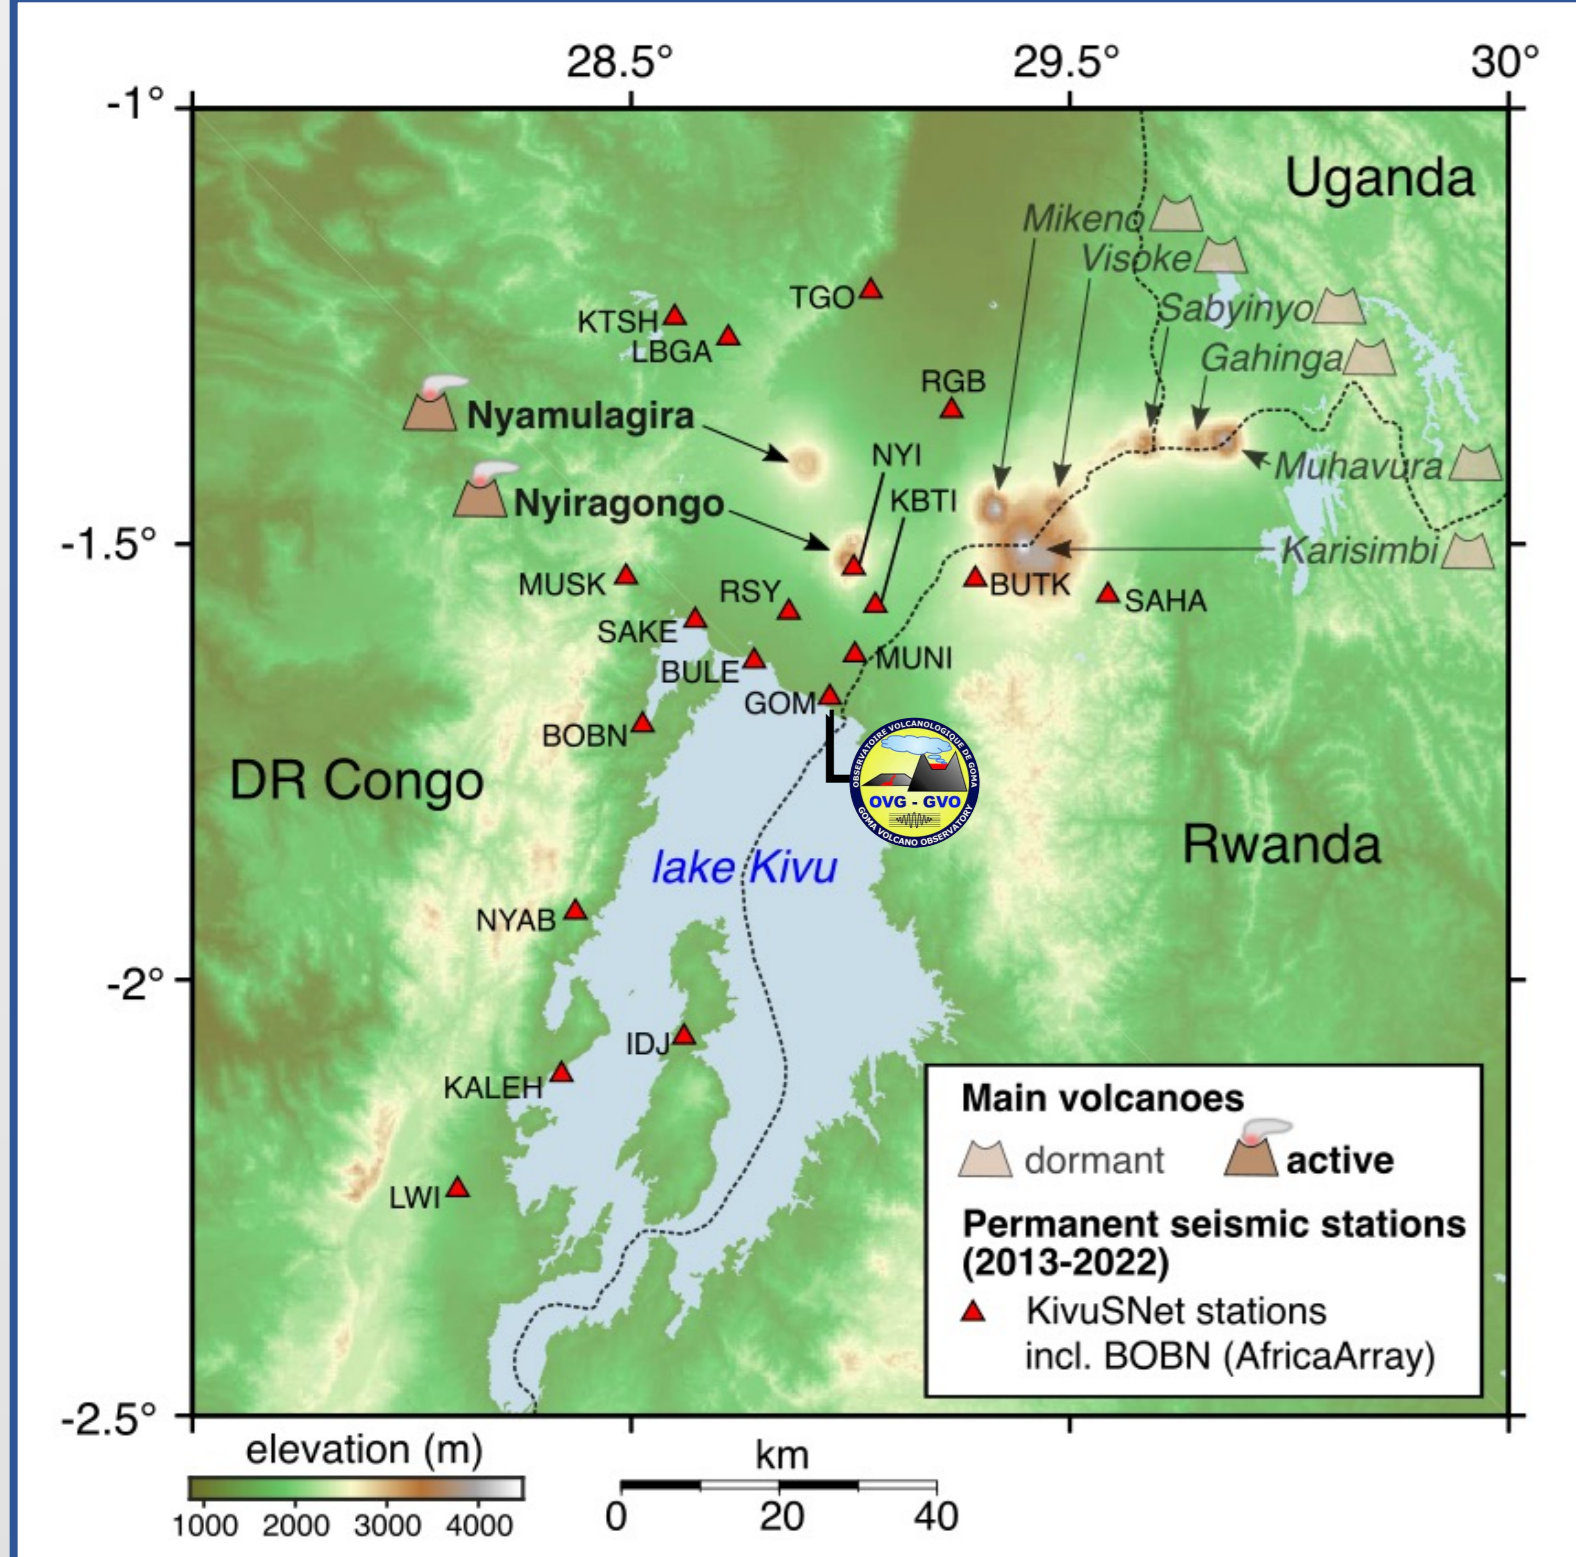 28.5°
29.5°
30°
-1°
Uganda
Mikeno
Visoke
TGO
Sabyinyo
KTSH
LBGA
Gahinga
RGB
Nyamulagira
NYI
Muhavura
KBTI
Nyiragongo
-1.5°
Karisimbi
MUSK
RSY
BUTK
SAHA
SAKE
MUNI
BULE
GOM
BOBN
OBSERVATOIRE VOLCANOLOGIQUE DE GOMA
OVG - GVO
GOMA VOLCANO OBSERVATORY
DR Congo
Rwanda
lake Kivu
NYAB
-2°
IDJ
KALEH
LWI
Main volcanoes
dormant
active
Permanent seismic stations
(2013-2022)
KivuSNet stations
incl. BOBN (AfricaArray)
-2.5°
elevation (m)
1000 2000 3000 4000
km
0 20 40